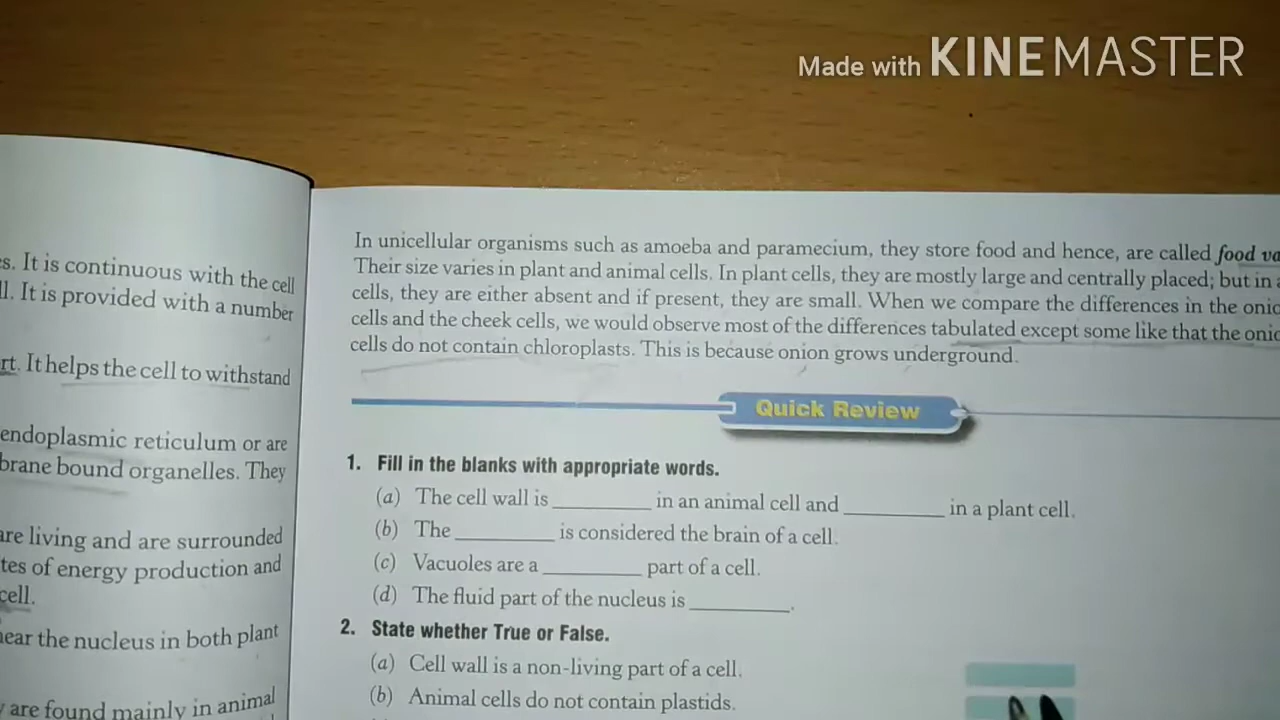 Made with KINEMASTER
s. It is continuous with the cell
ll. It is provided with a number
rt. It helps the cell to withstand
endoplasmic reticulum or are
brane bound organelles. They
are living and are surrounded
tes of energy production and
cell.
near the nucleus in both plant
y are found mainly in animal
In unicellular organisms such as amoeba and paramecium, they store food and hence, are called food va
Their size varies in plant and animal cells. In plant cells, they are mostly large and centrally placed; but in a
cells, they are either absent and if present, they are small. When we compare the differences in the onio
cells and the cheek cells, we would observe most of the differences tabulated except some like that the onio
cells do not contain chloroplasts. This is because onion grows underground.
Quick Review
1. Fill in the blanks with appropriate words.
(a) The cell wall is ________ in an animal cell and ________ in a plant cell.
(b) The ________ is considered the brain of a cell.
(c) Vacuoles are a ________ part of a cell.
(d) The fluid part of the nucleus is ________.
2. State whether True or False.
(a) Cell wall is a non-living part of a cell.
(b) Animal cells do not contain plastids.